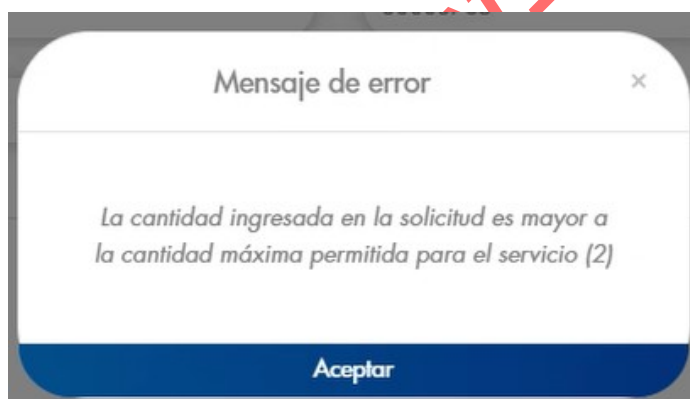 Mensaje de error
×
La cantidad ingresada en la solicitud es mayor a
la cantidad máxima permitida para el servicio (2)
Aceptar